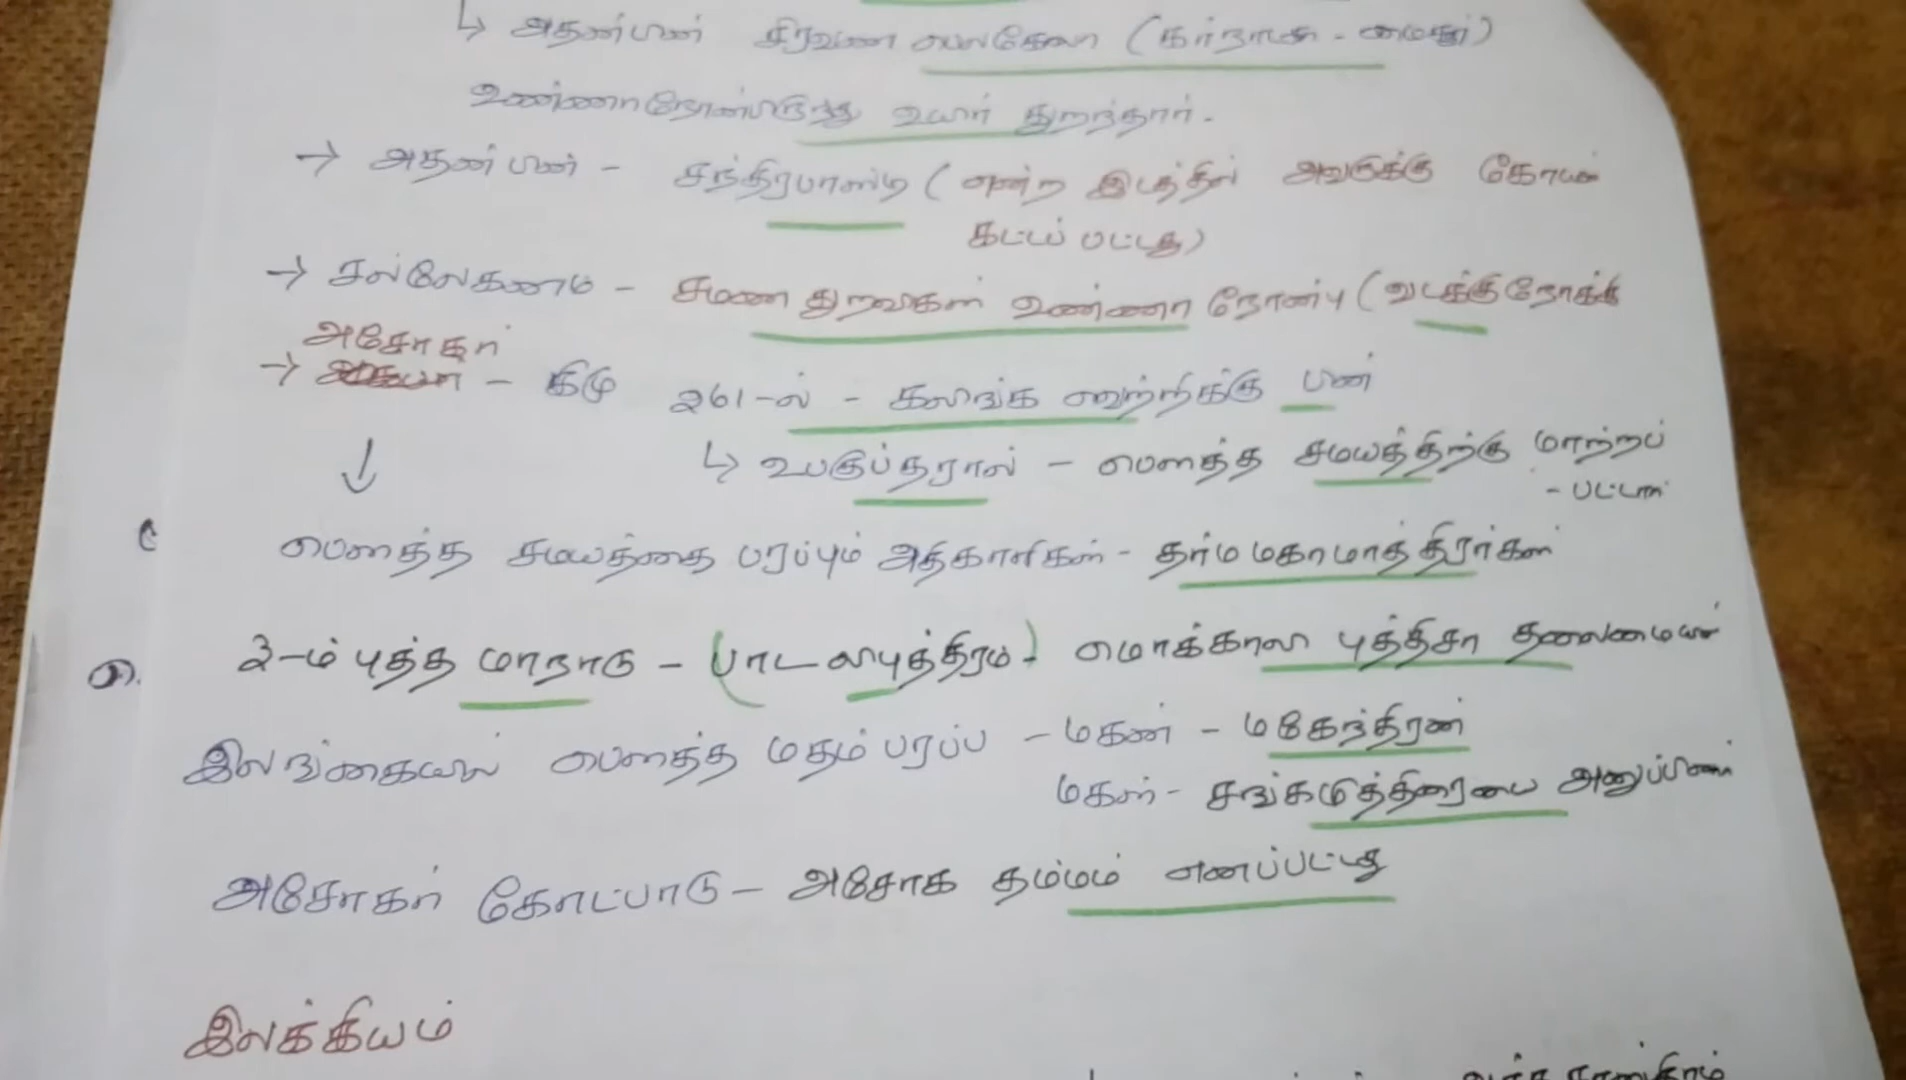 ↳ அதன்பின் சிரவண பெலகோலா (கர்நாடக - மைசூர்)
உண்ணாநோன்பிருந்து உயிர் துறந்தார்.
→ அதன்பின் - சந்திரபாஸ்டி (என்ற இடத்தில் அவருக்கு கோயில்
கட்டப் பட்டது)
→ சல்லேகனம் - சமண துறவிகள் உண்ணா நோன்பு (வடக்குநோக்கி
அசோகர்
→ - கிமு 261-ல் - கலிங்க வெற்றிக்கு பின்
↳ உபகுப்தரால் - பௌத்த சமயத்திற்கு மாற்றப்
- பட்டார்
↓
பௌத்த சமயத்தை பரப்பும் அதிகாரிகள் - தர்ம மகாமாத்திரர்கள்
3-ம் புத்த மாநாடு - (பாடலிபுத்திரம்) மொக்காலி புத்திசா தலைமையில்
இலங்கையில் பௌத்த மதம் பரப்ப - மகன் - மகேந்திரன்
மகள் - சங்கமித்திரையை அனுப்பினார்
அசோகர் கோட்பாடு - அசோக தம்மம் எனப்பட்டது
இலக்கியம்